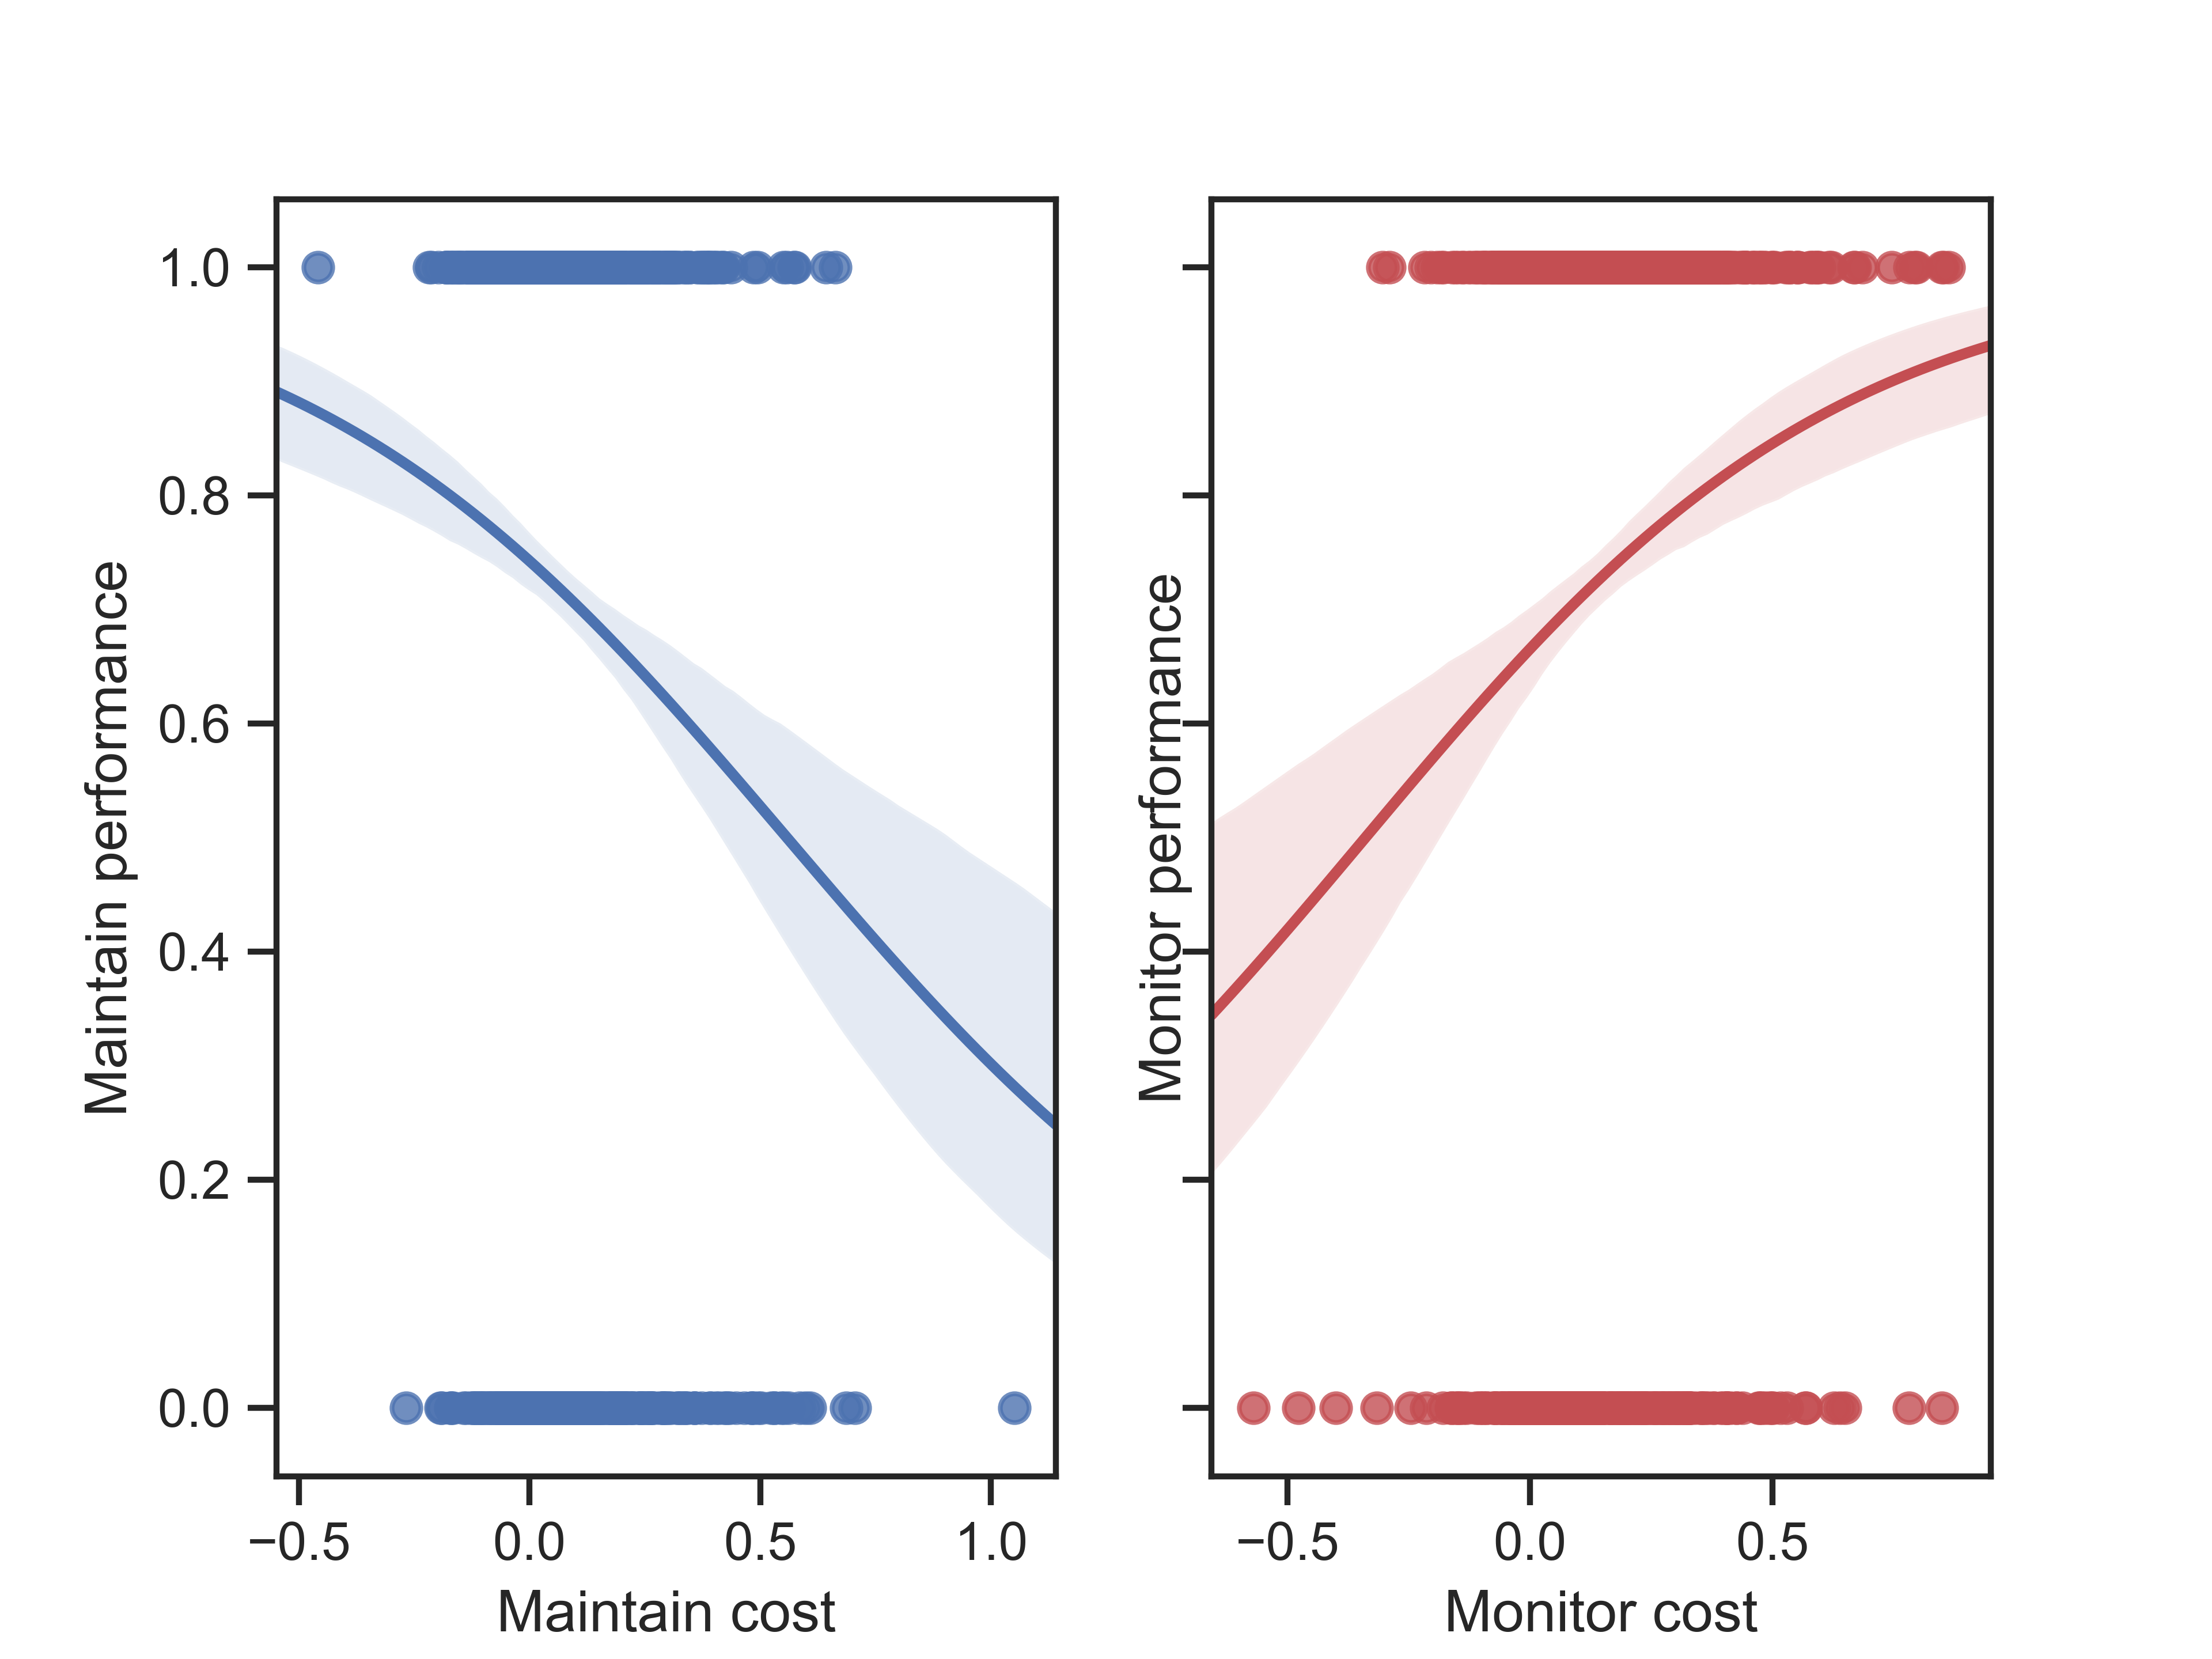 Maintain performance
1.0
0.8
0.6
0.4
0.2
0.0
−0.5 0.0 0.5 1.0
Maintain cost
Monitor performance
−0.5 0.0 0.5
Monitor cost